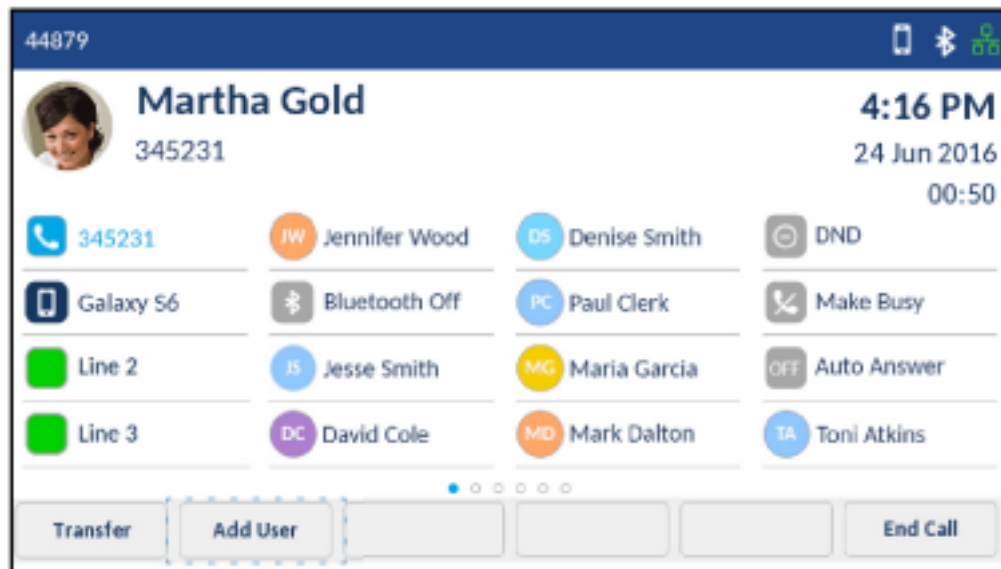 44879
Martha Gold
345231
4:16 PM
24 Jun 2016
00:50
345231
JW Jennifer Wood
DS Denise Smith
DND
Galaxy S6
Bluetooth Off
PC Paul Clerk
Make Busy
Line 2
JS Jesse Smith
MG Maria Garcia
OFF Auto Answer
Line 3
DC David Cole
MD Mark Dalton
TA Toni Atkins
Transfer
Add User
End Call